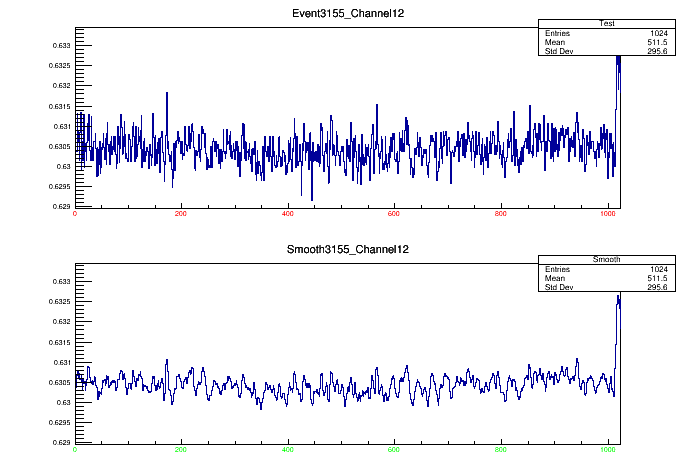 Event3155_Channel12
Test
Entries 1024
Mean 511.5
Std Dev 295.6
0.633
0.6325
0.632
0.6315
0.631
0.6305
0.63
0.6295
0.629
0 200 400 600 800 1000
Smooth3155_Channel12
Smooth
Entries 1024
Mean 511.5
Std Dev 295.6
0.633
0.6325
0.632
0.6315
0.631
0.6305
0.63
0.6295
0.629
0 200 400 600 800 1000